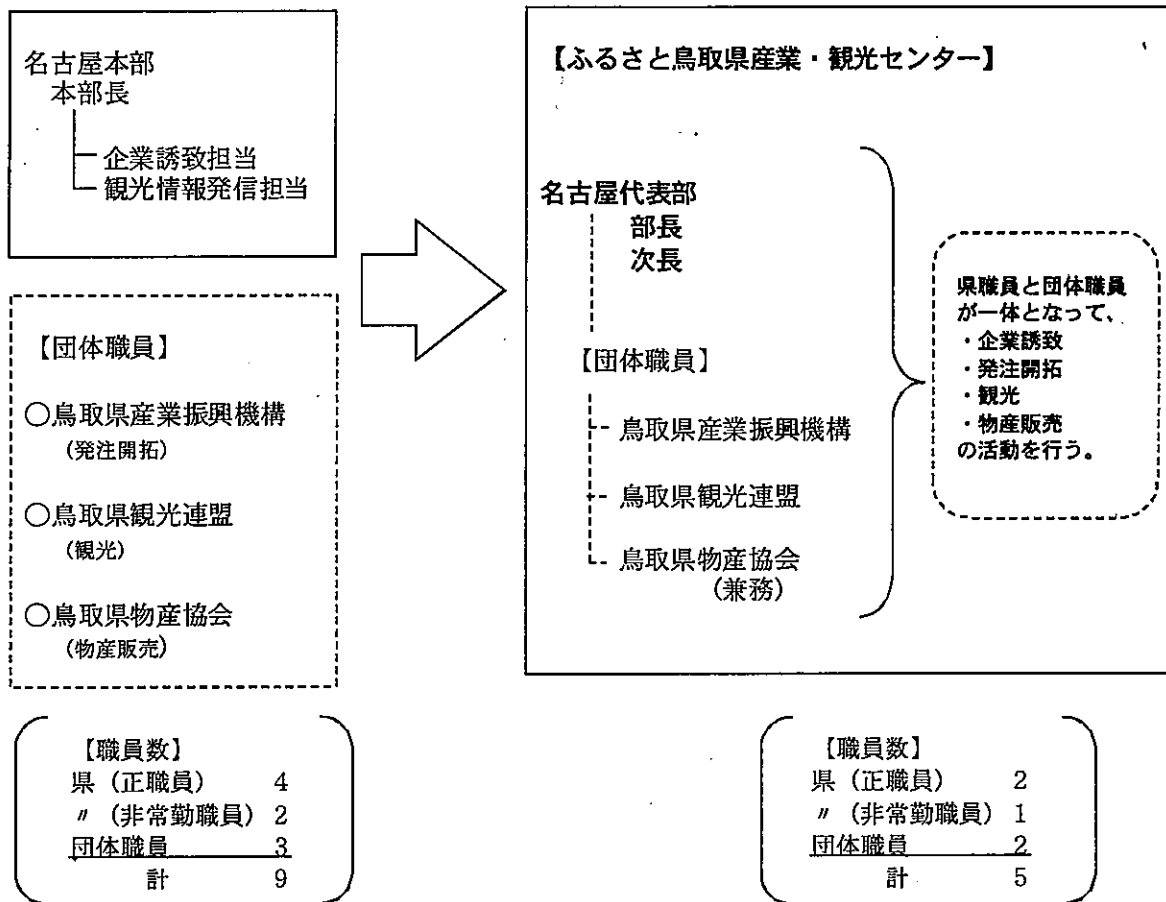 名古屋本部
本部長
企業誘致担当
観光情報発信担当
【団体職員】
○鳥取県産業振興機構
(発注開拓)
○鳥取県観光連盟
(観光)
○鳥取県物産協会
(物産販売)
【職員数】
県(正職員) 4
〃(非常勤職員) 2
団体職員 3
計 9
【ふるさと鳥取県産業・観光センター】
名古屋代表部
部長
次長
【団体職員】
鳥取県産業振興機構
鳥取県観光連盟
鳥取県物産協会
(兼務)
県職員と団体職員
が一体となって、
・企業誘致
・発注開拓
・観光
・物産販売
の活動を行う。
【職員数】
県(正職員) 2
〃(非常勤職員) 1
団体職員 2
計 5